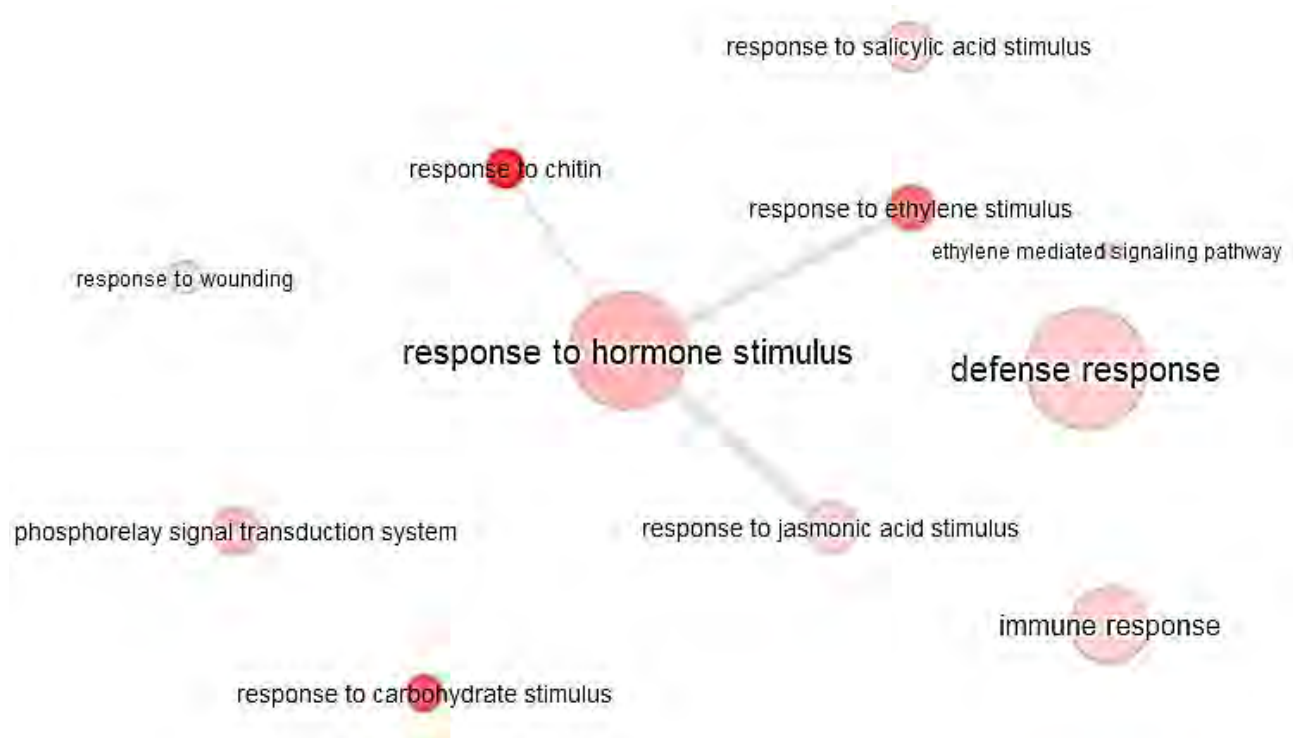 response to salicylic acid stimulus
response to chitin
response to ethylene stimulus
ethylene mediated signaling pathway
response to wounding
response to hormone stimulus
defense response
phosphorelay signal transduction system
response to jasmonic acid stimulus
immune response
response to carbohydrate stimulus